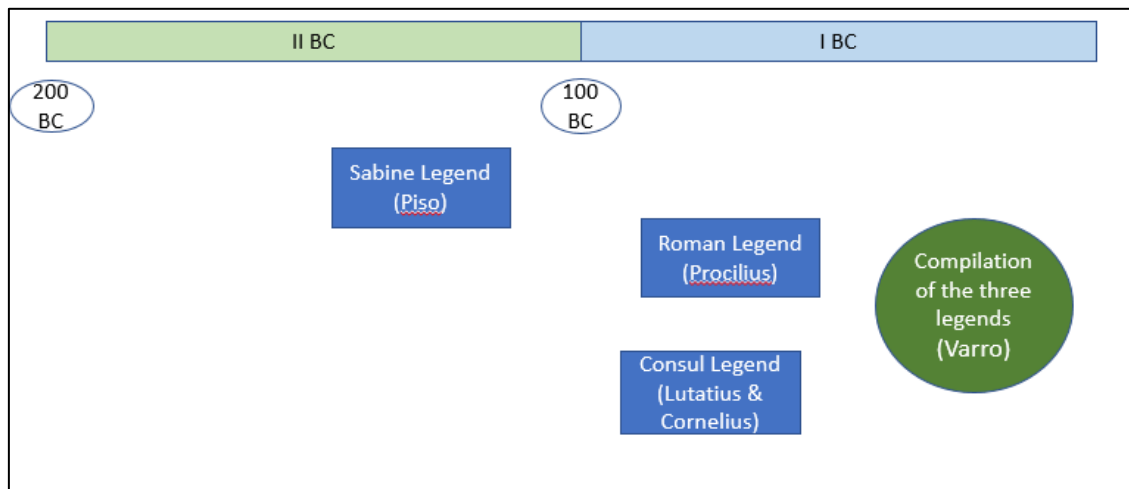 II BC
I BC
200
BC
100
BC
Sabine Legend
(Piso)
Roman Legend
(Procilius)
Compilation
of the three
legends
(Varro)
Consul Legend
(Lutatius &
Cornelius)